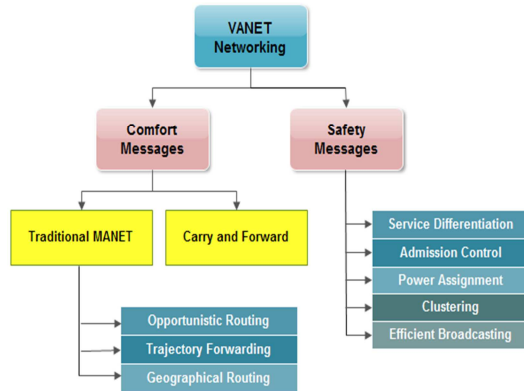 VANET
Networking
Comfort
Messages
Safety
Messages
Traditional MANET
Carry and Forward
Service Differentiation
Admission Control
Power Assignment
Clustering
Efficient Broadcasting
Opportunistic Routing
Trajectory Forwarding
Geographical Routing